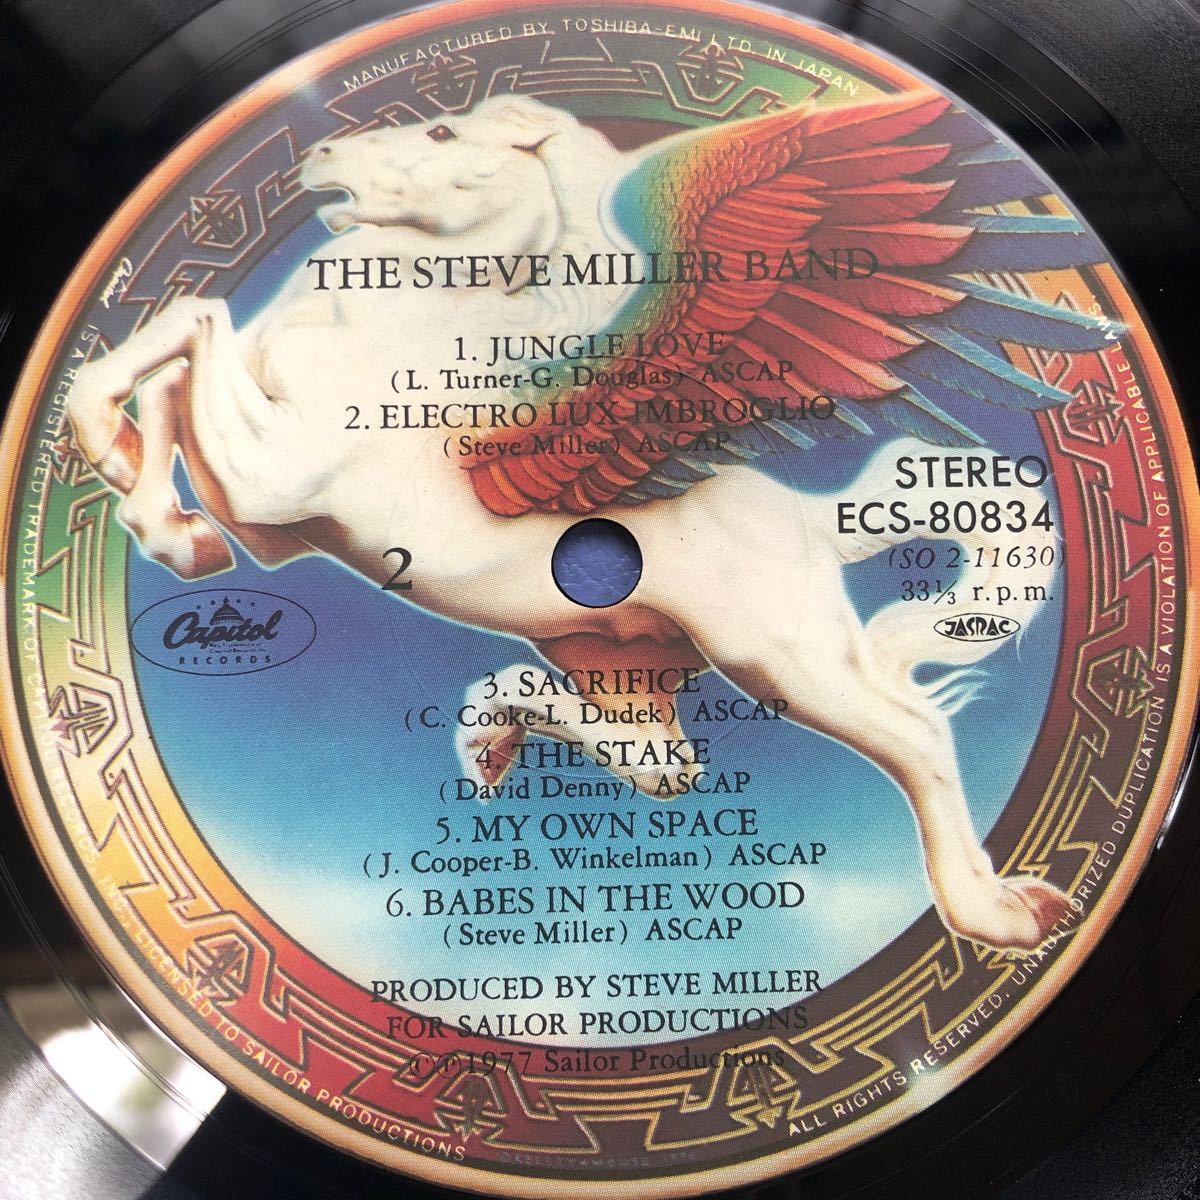 MANUFACTURED BY TOSHIBA-EMI LTD. IN JAPAN
THE STEVE MILLER BAND
1. JUNGLE LOVE
(L. Turner-G. Douglas) ASCAP
2. ELECTRO LUX IMBROGLIO
(Steve Miller) ASCAP
STEREO
ECS-80834
(SO 2-11630)
33⅓ r.p.m.
JASRAC
2
Capitol
RECORDS
3. SACRIFICE
(C. Cooke-L. Dudek) ASCAP
4. THE STAKE
(David Denny) ASCAP
5. MY OWN SPACE
(J. Cooper-B. Winkelman) ASCAP
6. BABES IN THE WOOD
(Steve Miller) ASCAP
PRODUCED BY STEVE MILLER
FOR SAILOR PRODUCTIONS
©℗1977 Sailor Productions
Capitol IS A REGISTERED TRADEMARK OF CAPITOL RECORDS, INC. LICENSED TO SAILOR PRODUCTIONS
ALL RIGHTS RESERVED. UNAUTHORIZED DUPLICATION IS A VIOLATION OF APPLICABLE LAWS.